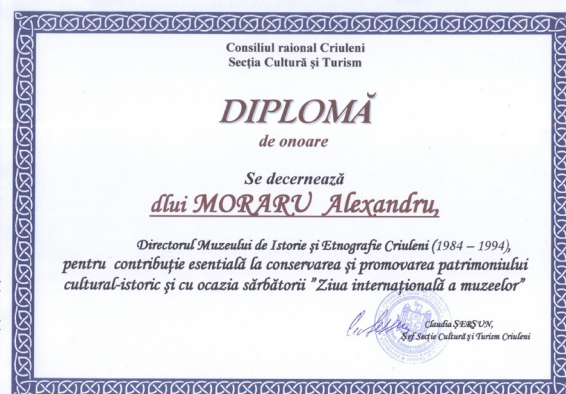 Consiliul raional Criuleni
Secția Cultură și Turism
DIPLOMĂ
de onoare
Se decernează
dlui MORARU Alexandru,
Directorul Muzeului de Istorie și Etnografie Criuleni (1984 – 1994),
pentru contribuție esentială la conservarea și promovarea patrimoniului
cultural-istoric și cu ocazia sărbătorii "Ziua internațională a muzeelor"
Claudia ȘERȘUN,
Șef Secție Cultură și Turism Criuleni